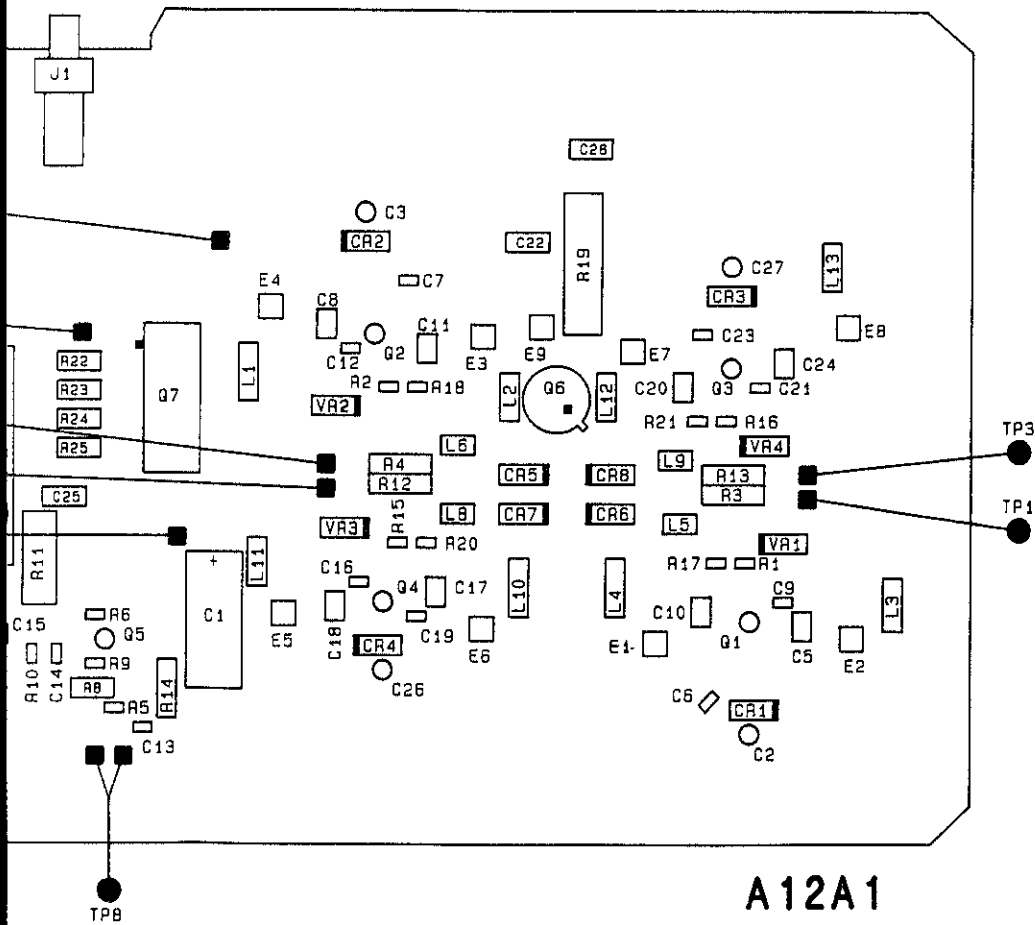 J1
C28
C3
CR2
C22
R19
C27
L13
CR3
E4
C7
C8
C11
Q2
C12
E3
E9
E7
C23
E8
C24
Q3
C20
C21
R22
R23
R24
R25
Q7
L1
R2
R18
VR2
L2
Q6
L12
R21
R16
VR4
TP3
L6
L9
R4
R12
CR5
CR8
R13
R3
C25
R15
TP1
VR3
L8
CR7
CR6
L5
R20
VR1
R11
L11
R17
R1
+
C16
Q4
C17
L10
L4
C10
C9
L3
C1
R6
C15
Q5
E5
C18
C19
E6
E1
Q1
C5
E2
R10
C14
R9
CR4
R8
R14
C26
R5
C6
CR1
C13
C2
TP8
A12A1